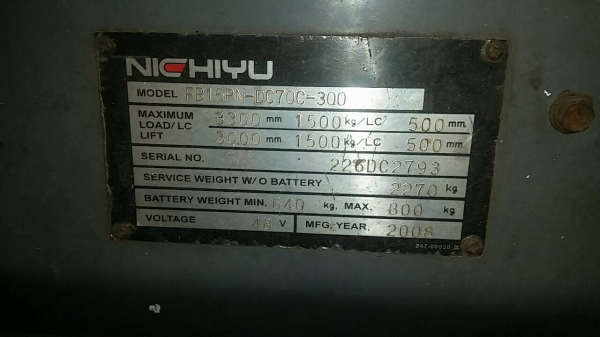 NICHIYU
MODEL FB15PN-DC70C-300
MAXIMUM 3300 mm 1500 kg/LC 500 mm
LOAD/LC
LIFT 3000 mm 1500 kg/LC 500 mm
SERIAL NO. 226DC2793
SERVICE WEIGHT W/O BATTERY 2270 kg
BATTERY WEIGHT MIN. 640 kg, MAX. 800 kg
VOLTAGE 48 V MFG-YEAR. 2008